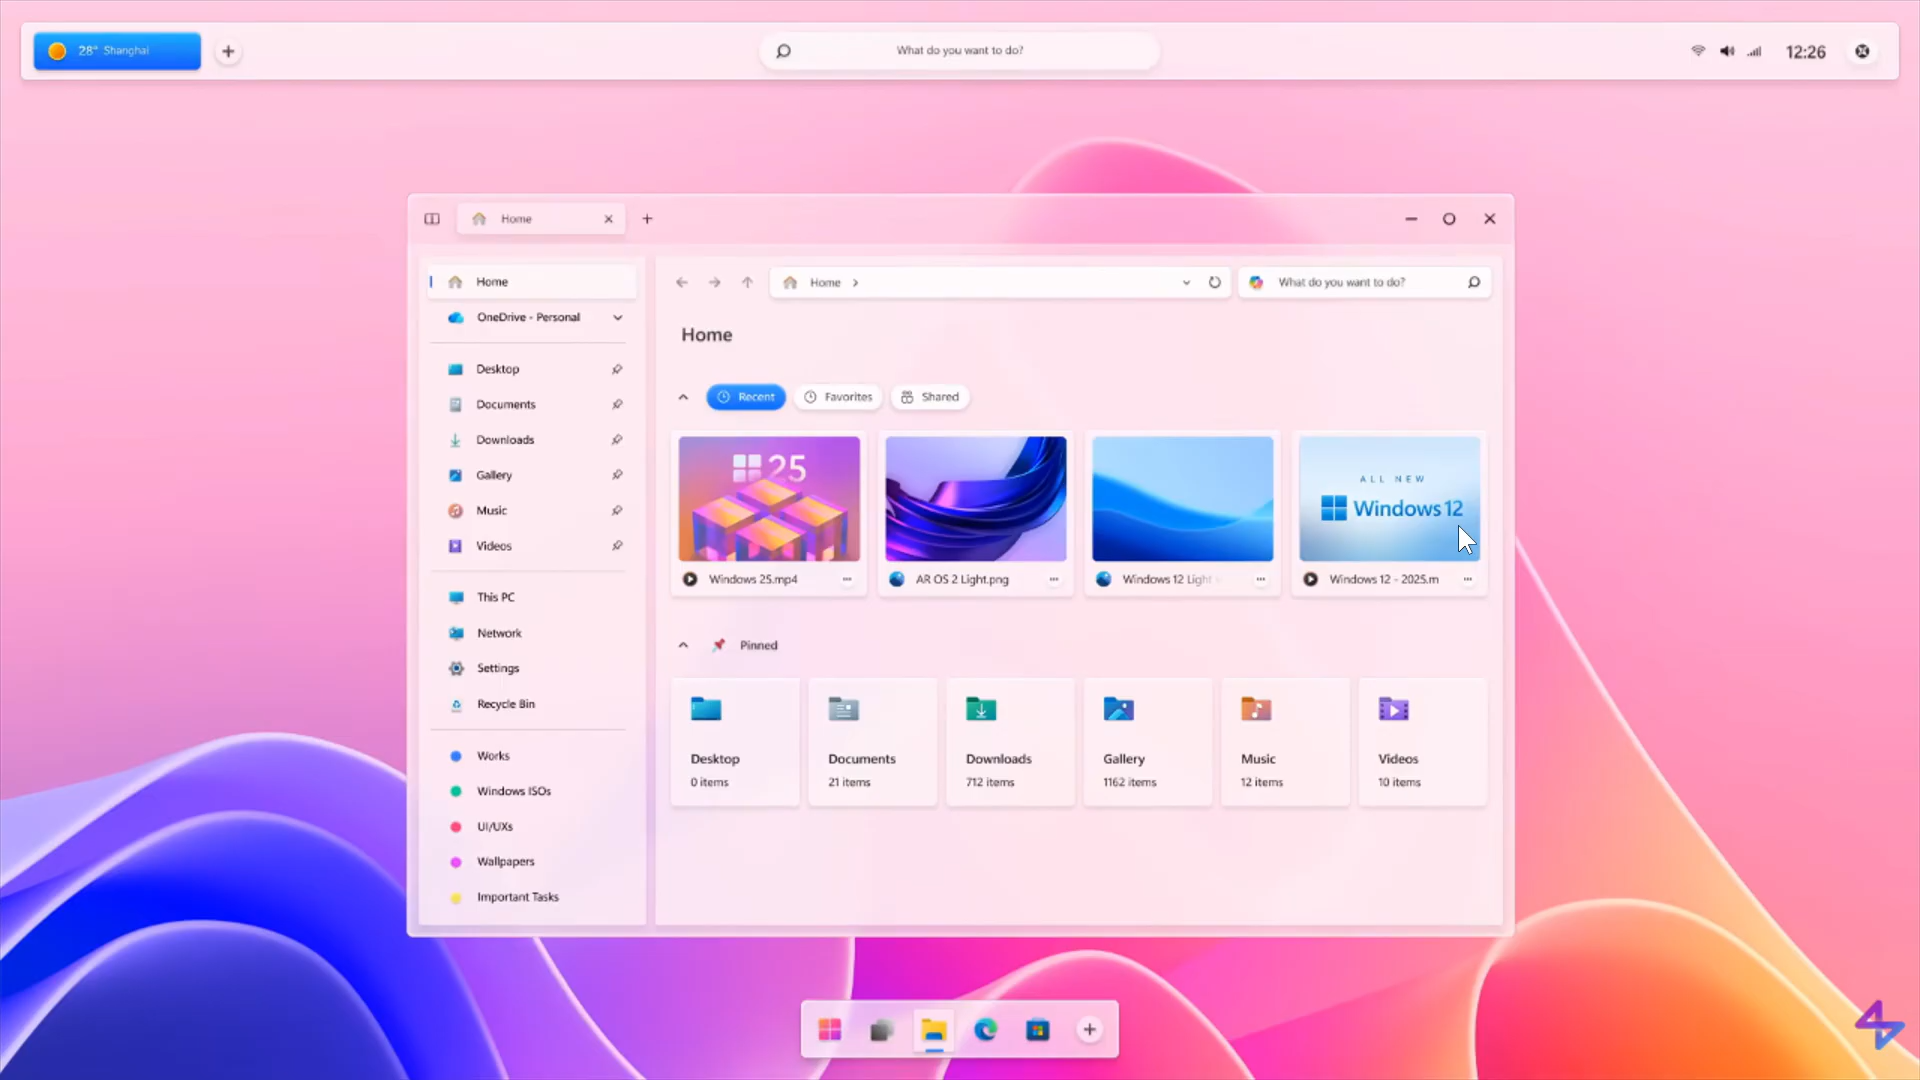 28° Shanghai
What do you want to do?
12:26
Home
Home
OneDrive - Personal
Desktop
Documents
Downloads
Gallery
Music
Videos
This PC
Network
Settings
Recycle Bin
Works
Windows ISOs
UI/UXs
Wallpapers
Important Tasks
Home
What do you want to do?
Home
Recent
Favorites
Shared
25
ALL NEW
Windows 12
Windows 25.mp4
AR OS 2 Light.png
Windows 12 Light
Windows 12 - 2025.m
Pinned
Desktop
0 items
Documents
21 items
Downloads
712 items
Gallery
1162 items
Music
12 items
Videos
10 items